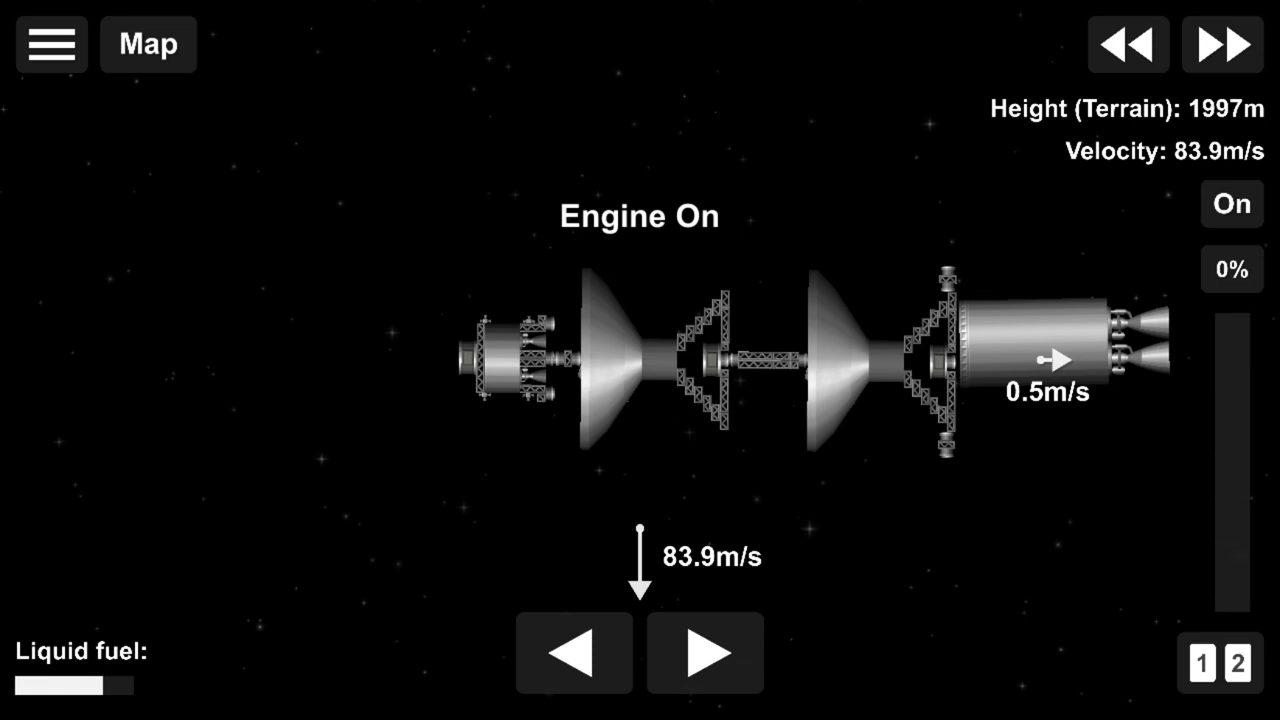 Map
Height (Terrain): 1997m
Velocity: 83.9m/s
On
Engine On
0%
0.5m/s
83.9m/s
Liquid fuel:
1 2